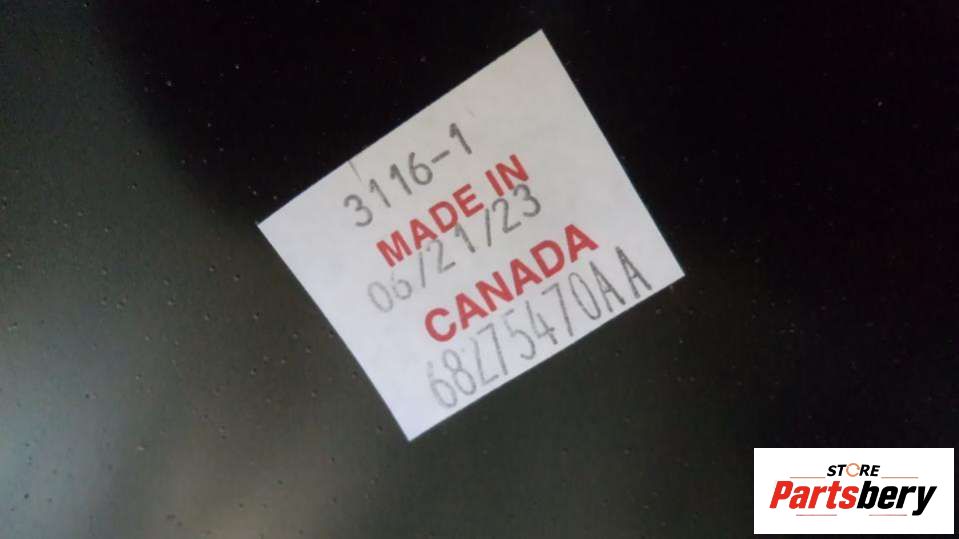 3116-1
MADE IN
06/21/23
CANADA
68275470AA
STORE
Partsbery